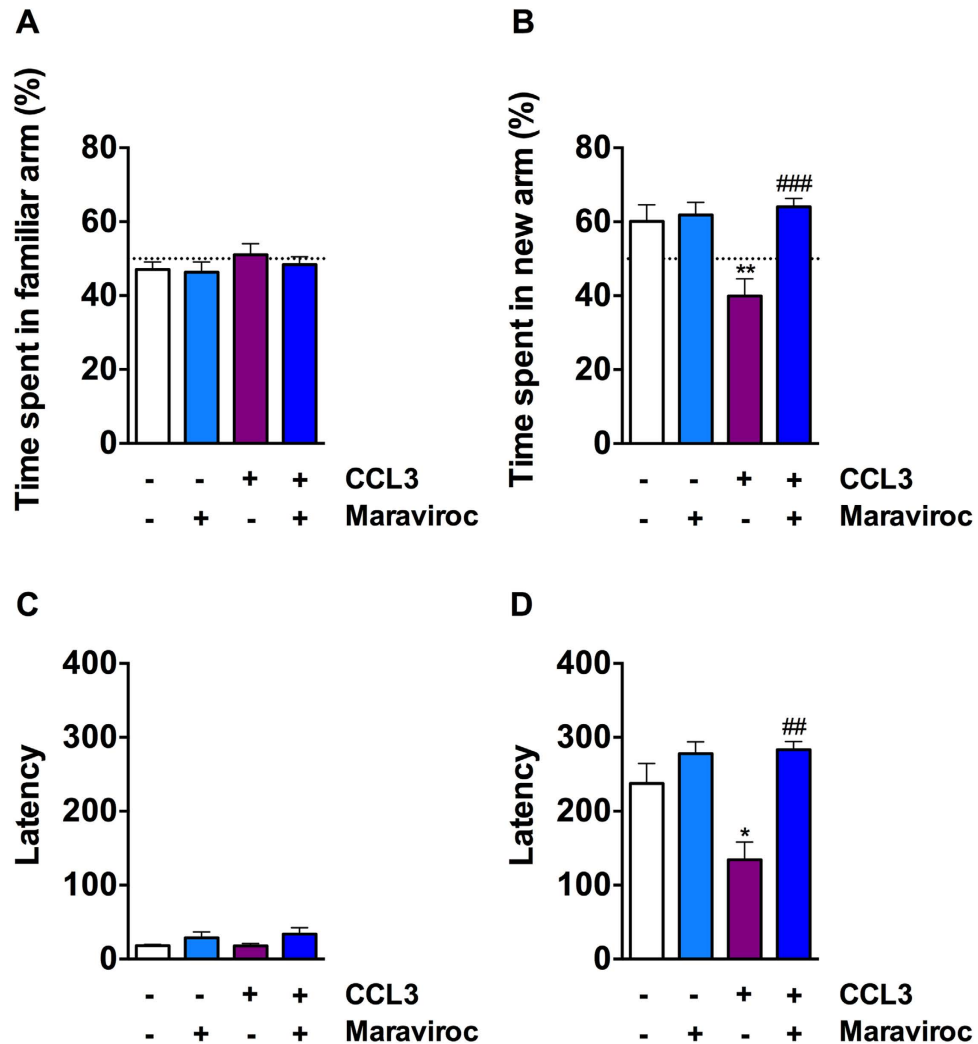 A
Time spent in familiar arm (%)
80
60
40
20
0
- - + + CCL3
- + - + Maraviroc
B
Time spent in new arm (%)
80
60
40
20
0
**
###
- - + + CCL3
- + - + Maraviroc
C
Latency
400
300
200
100
0
- - + + CCL3
- + - + Maraviroc
D
Latency
400
300
200
100
0
*
##
- - + + CCL3
- + - + Maraviroc